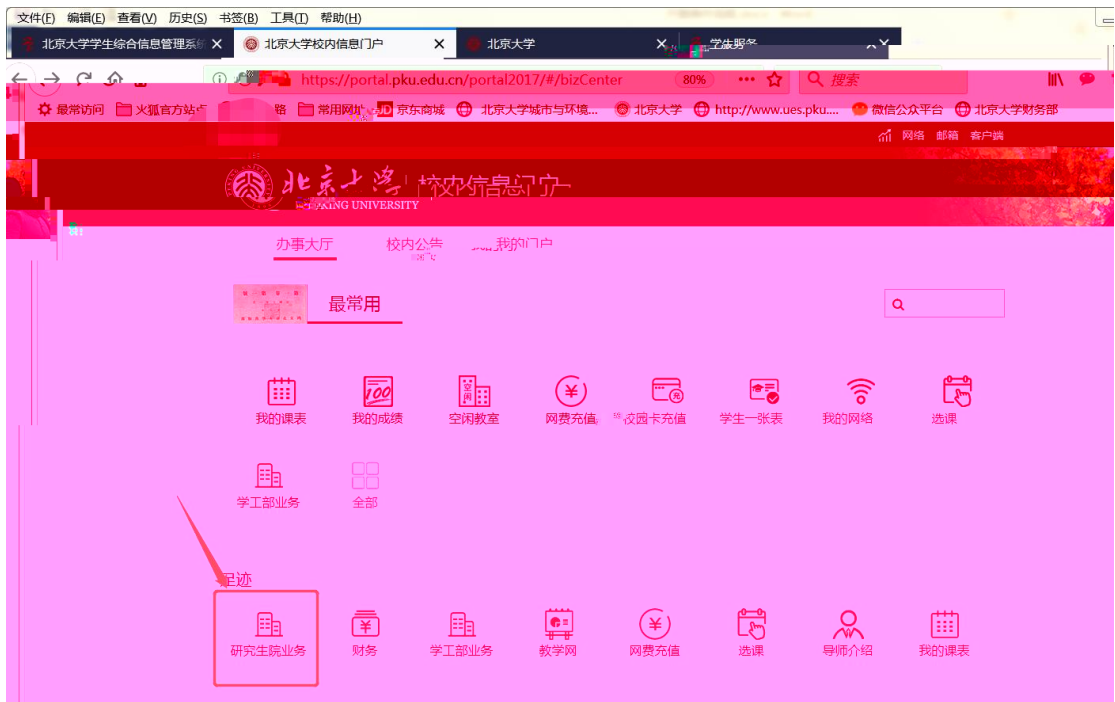 文件(F) 编辑(E) 查看(V) 历史(S) 书签(B) 工具(T) 帮助(H)
北京大学学生综合信息管理系统 北京大学校内信息门户 北京大学 学生服务
https://portal.pku.edu.cn/portal2017/#/bizCenter 80% 搜索
最常访问 火狐官方站点 常用网址 JD 京东商城 北京大学城市与环境... 北京大学 http://www.ues.pku.... 微信公众平台 北京大学财务部
网络 邮箱 客户端
北京大学 校内信息门户
PEKING UNIVERSITY
办事大厅 校内公告 我的门户
最常用
我的课表 我的成绩 空闲教室 网费充值 校园卡充值 学生一张表 我的网络 选课
学工部业务 全部
足迹
研究生院业务 财务 学工部业务 教学网 网费充值 选课 导师介绍 我的课表